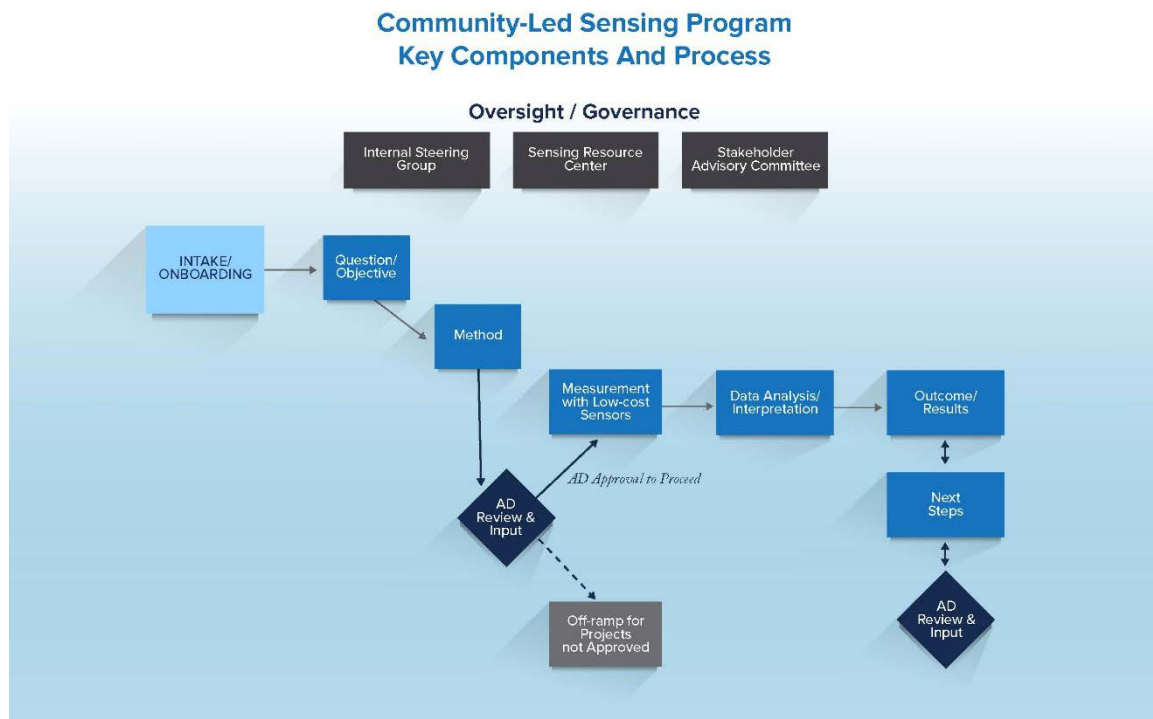 Community-Led Sensing Program
Key Components And Process
Oversight / Governance
Internal Steering
Group
Sensing Resource
Center
Stakeholder
Advisory Committee
INTAKE/
ONBOARDING
Question/
Objective
Method
Measurement
with Low-cost
Sensors
Data Analysis/
Interpretation
Outcome/
Results
AD Approval to Proceed
AD
Review &
Input
Next
Steps
Off-ramp for
Projects
not Approved
AD
Review &
Input